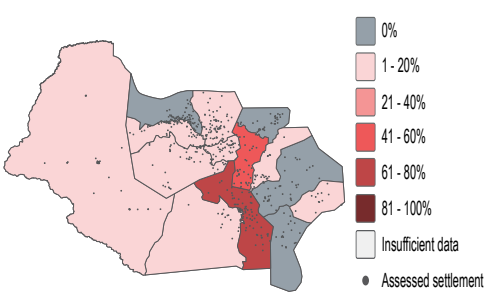 0%
1 - 20%
21 - 40%
41 - 60%
61 - 80%
81 - 100%
Insufficient data
Assessed settlement